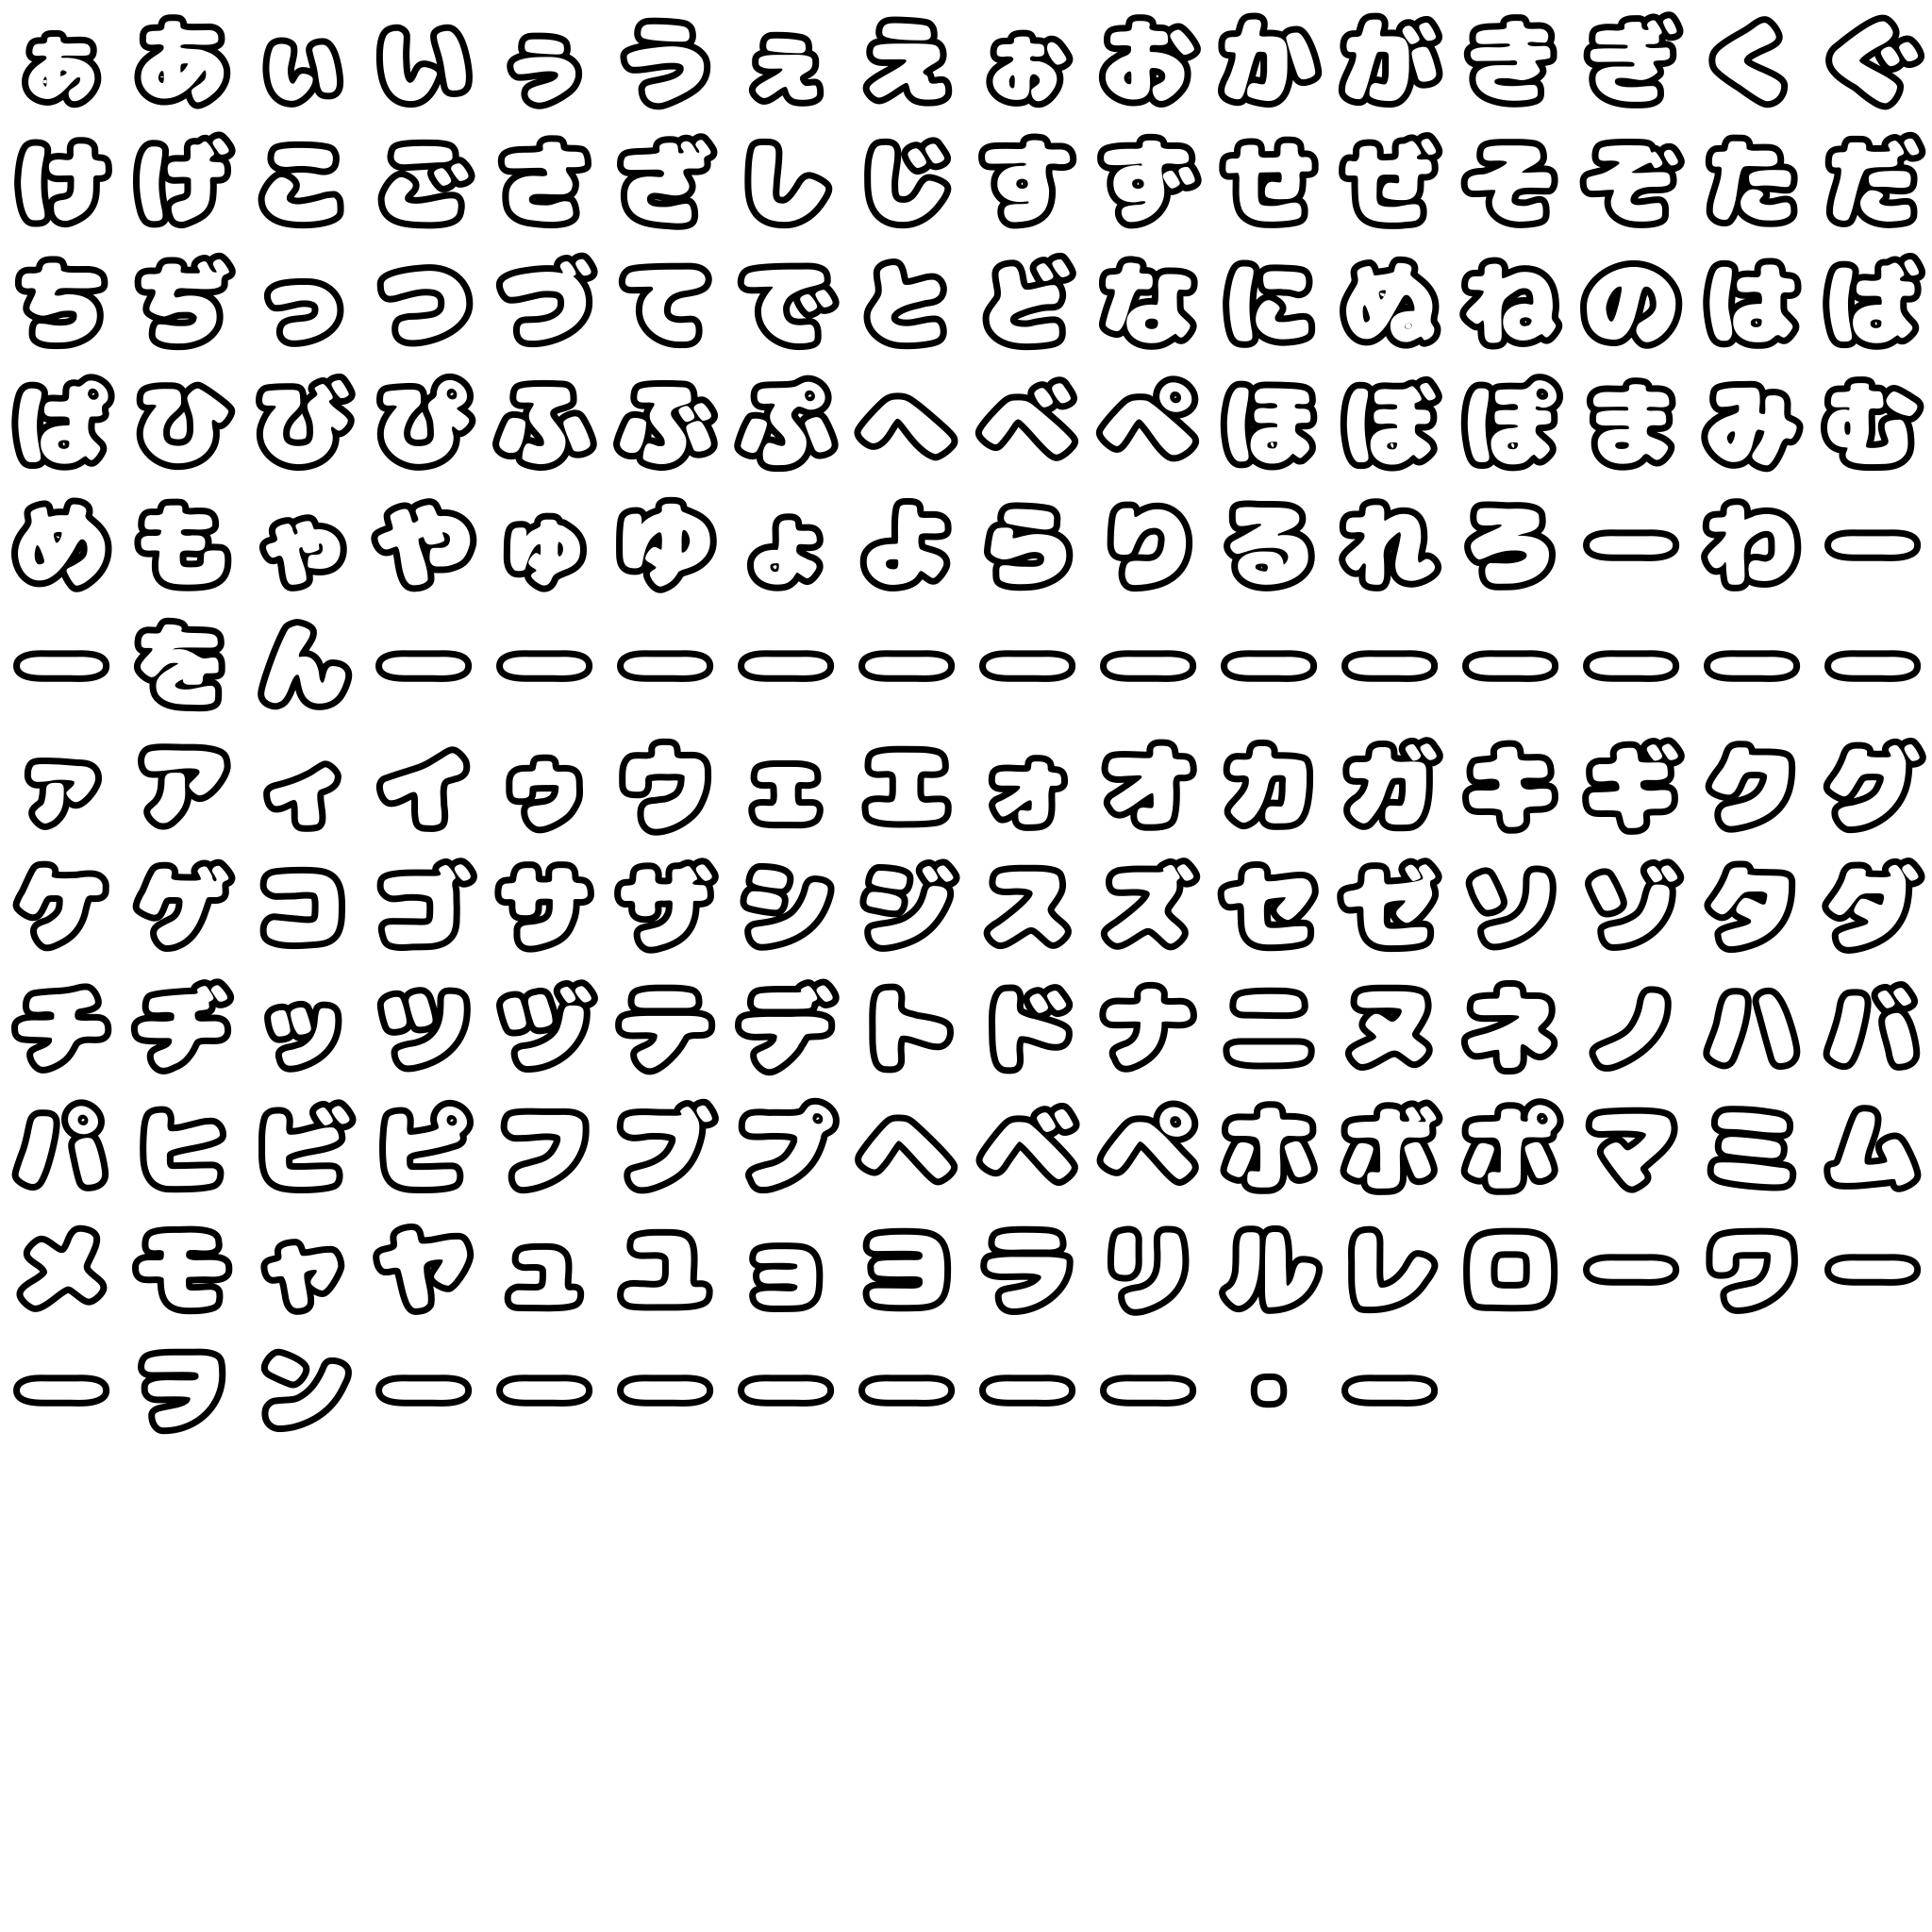 ぁあぃいぅうぇえぉおかがきぎくぐ
けげこごさざしじすずせぜそぞただ
ちぢっつづてでとどなにぬねのはば
ぱひびぴふぶぷへべぺほぼぽまみむ
めもゃやゅゆょよらりるれろーわー
ーをんーーーーーーーーーーーーー
ァアィイゥウェエォオカガキギクグ
ケゲコゴサザシジスズセゼソゾタダ
チヂッツヅテデトドナニヌネノハバ
パヒビピフブプヘベペホボポマミム
メモャヤュユョヨラリルレローワー
ーヲンーーーーーーー・ー